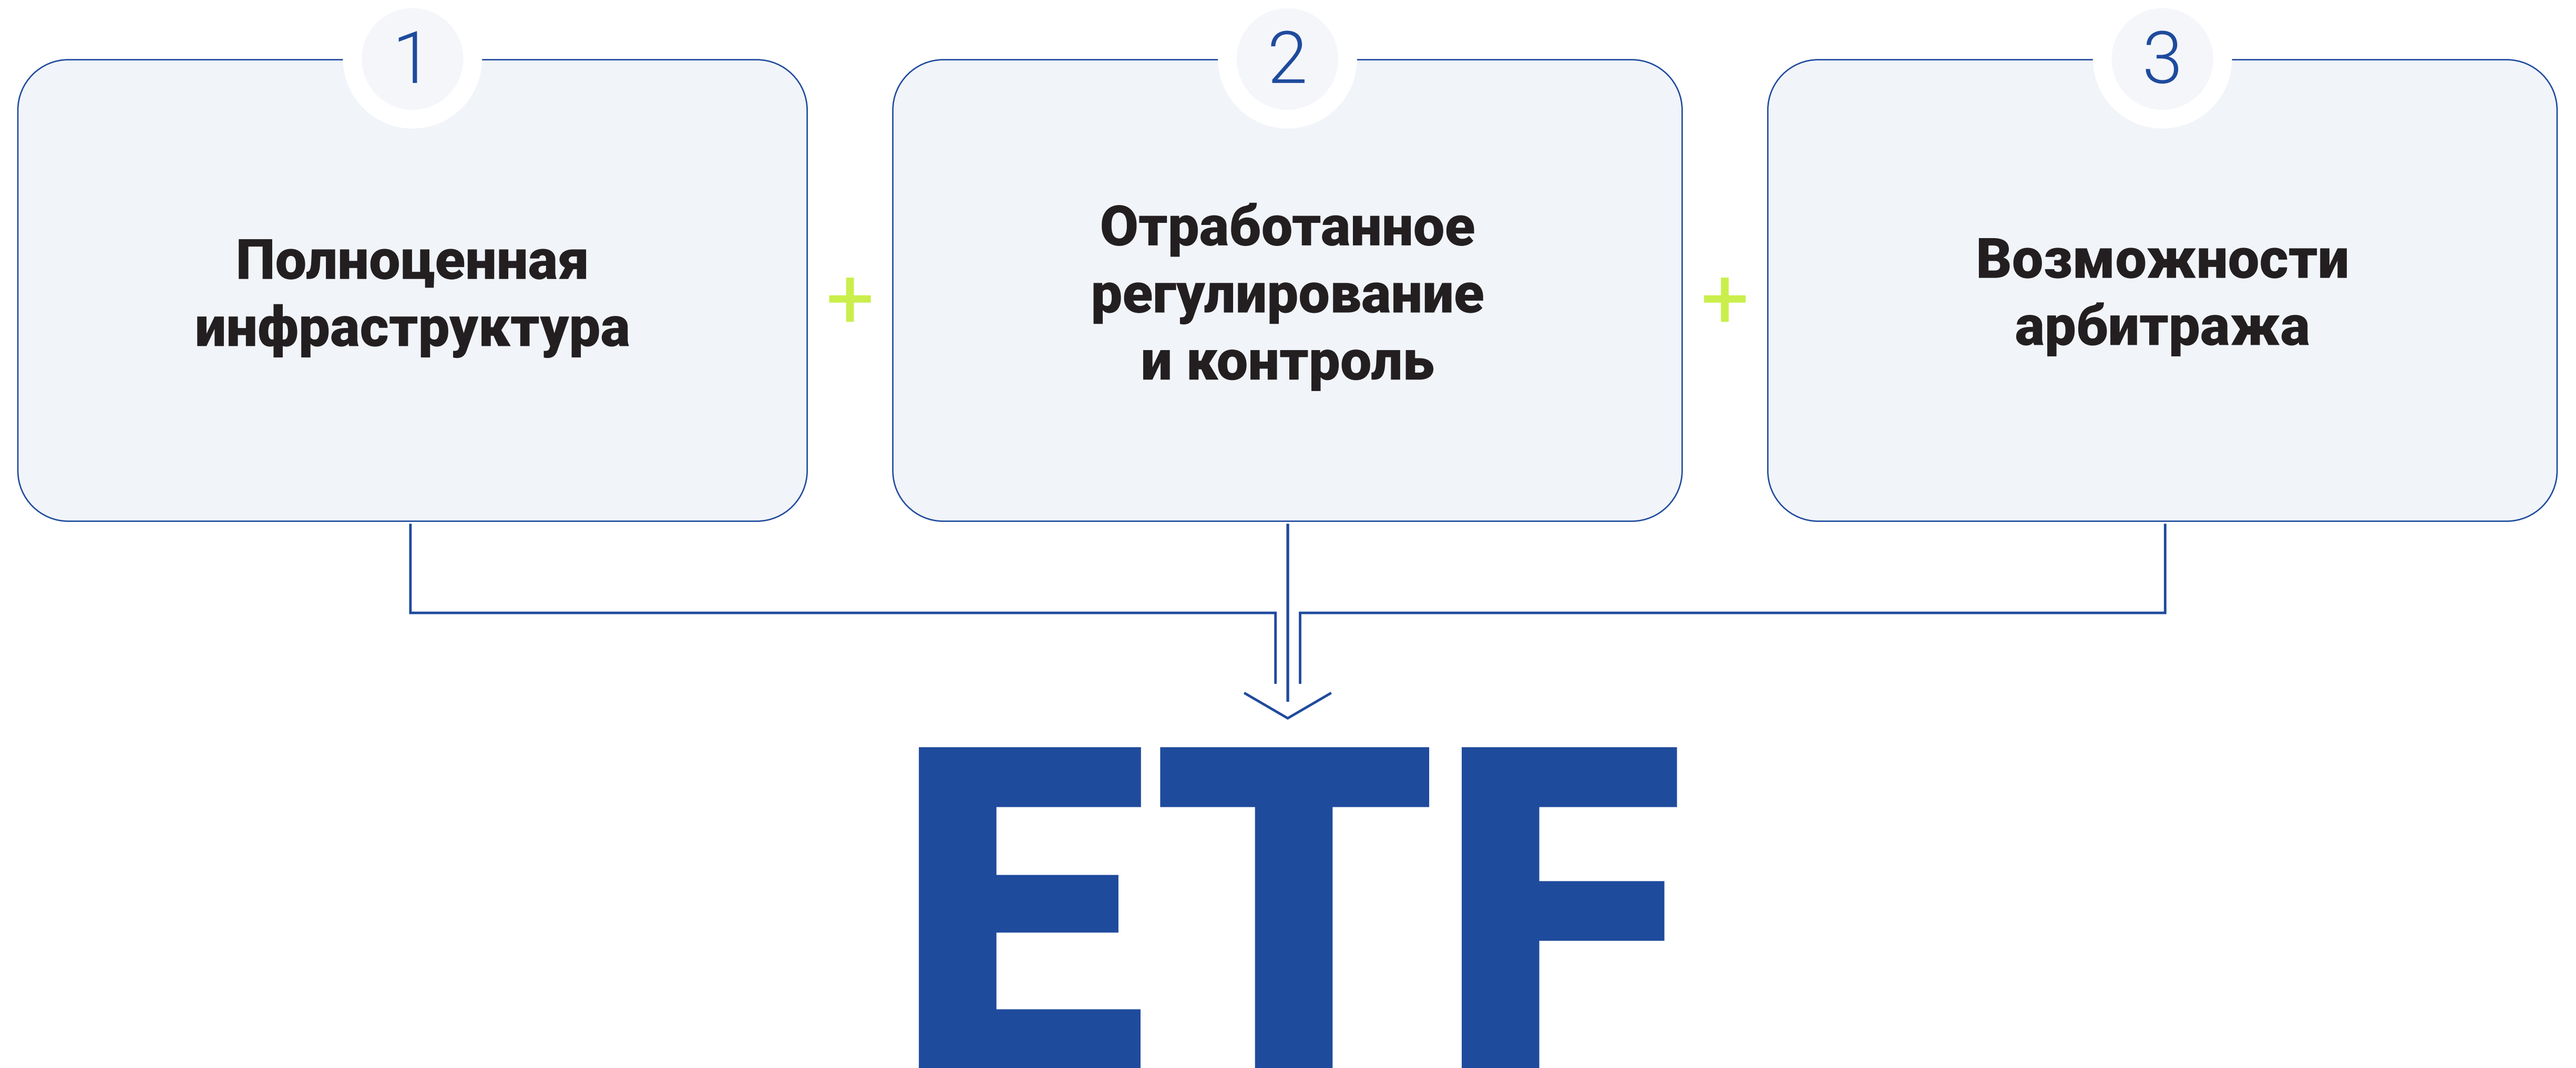 1
Полноценная
инфраструктура
+
2
Отработанное
регулирование
и контроль
+
3
Возможности
арбитража
ETF